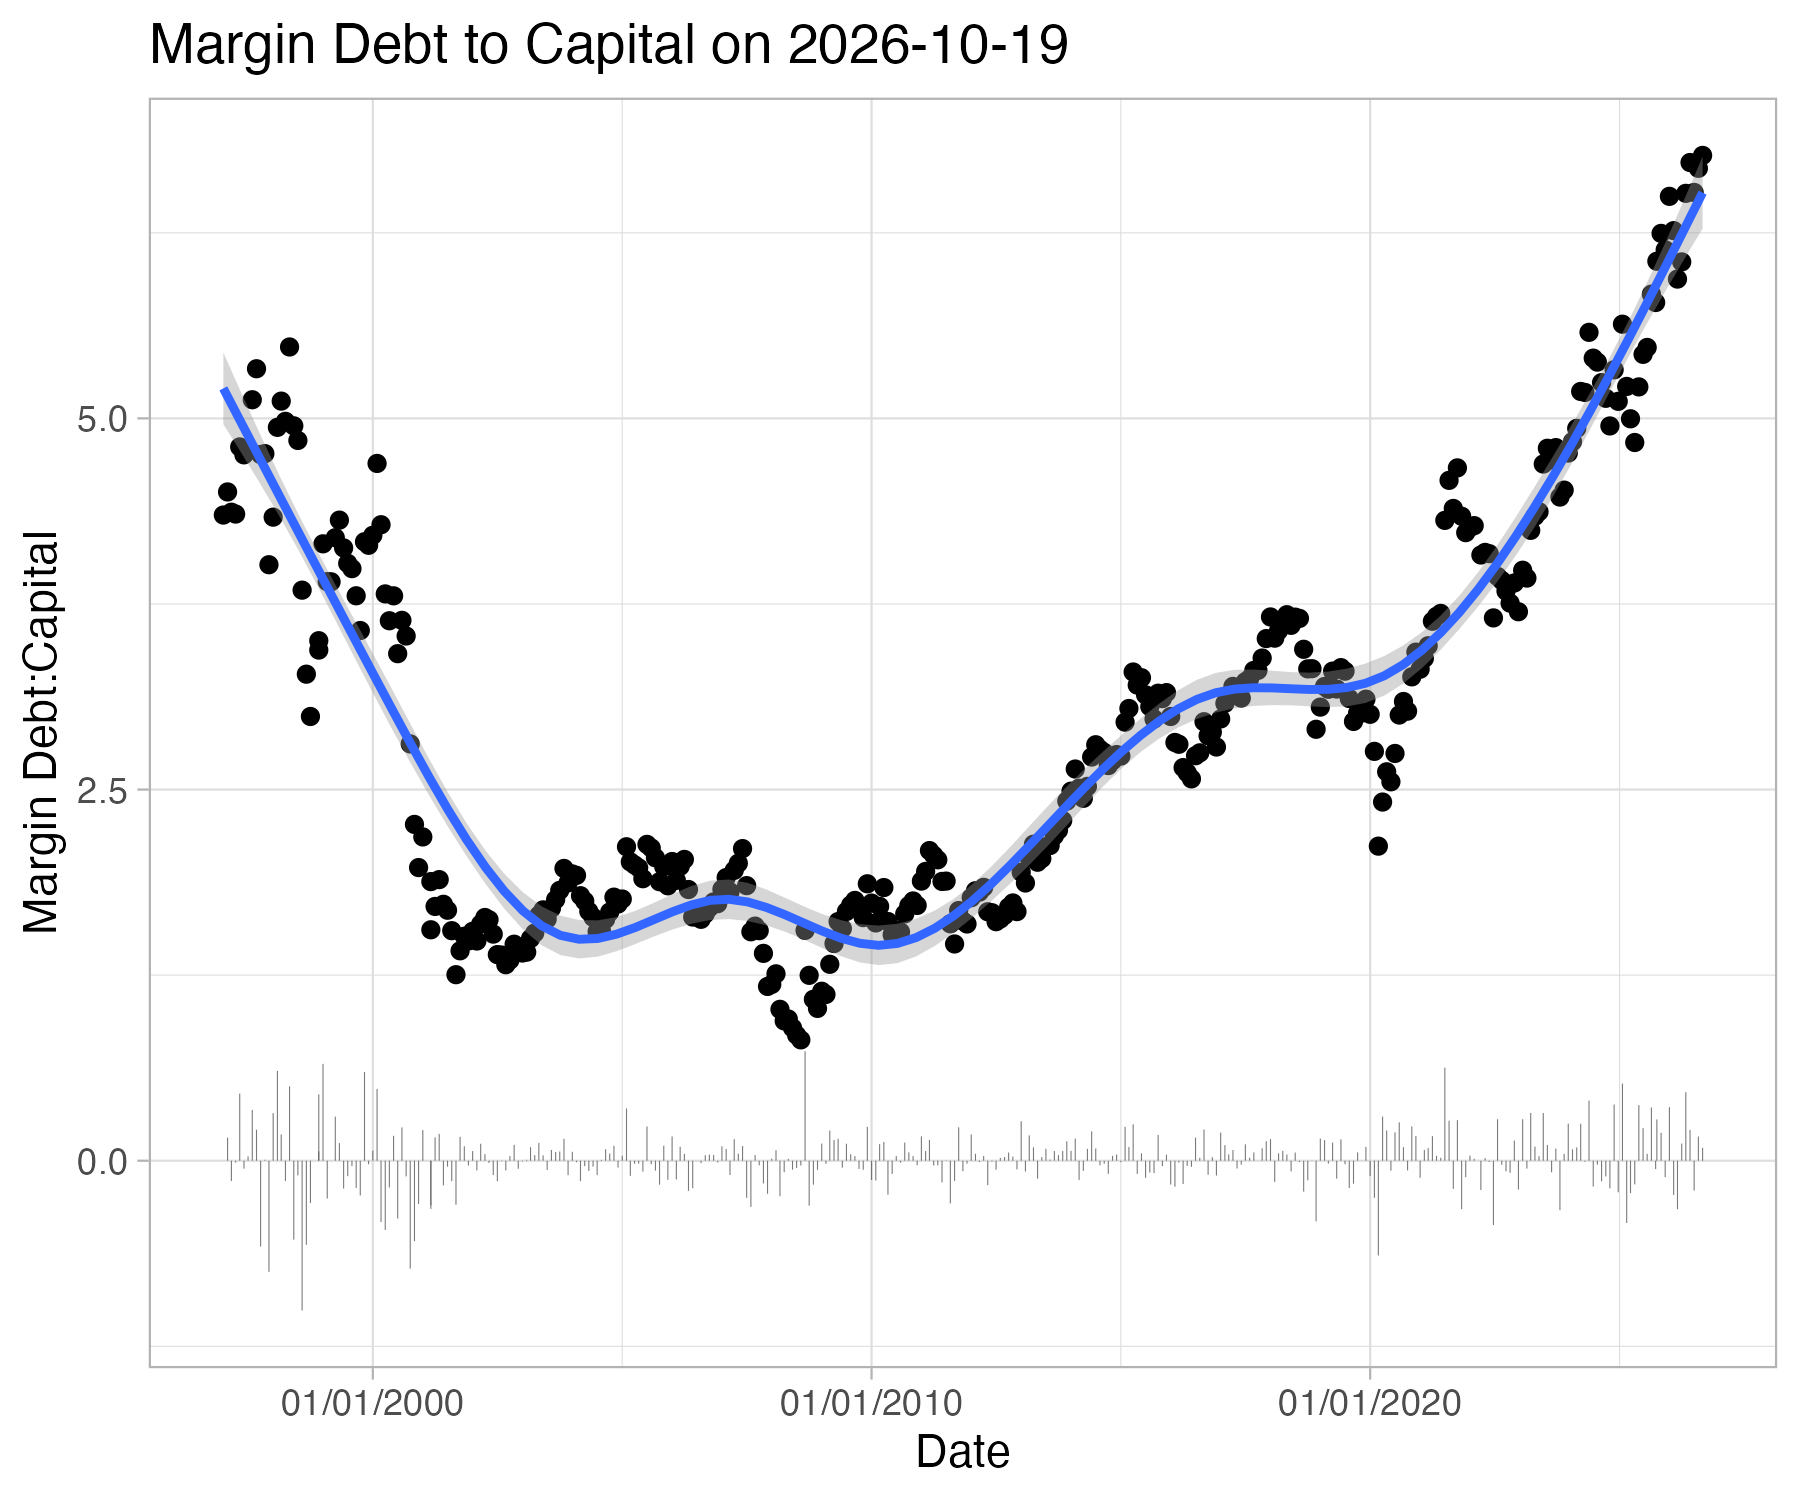 Margin Debt to Capital on 2026-10-19
Margin Debt:Capital
5.0
2.5
0.0
01/01/2000
01/01/2010
01/01/2020
Date